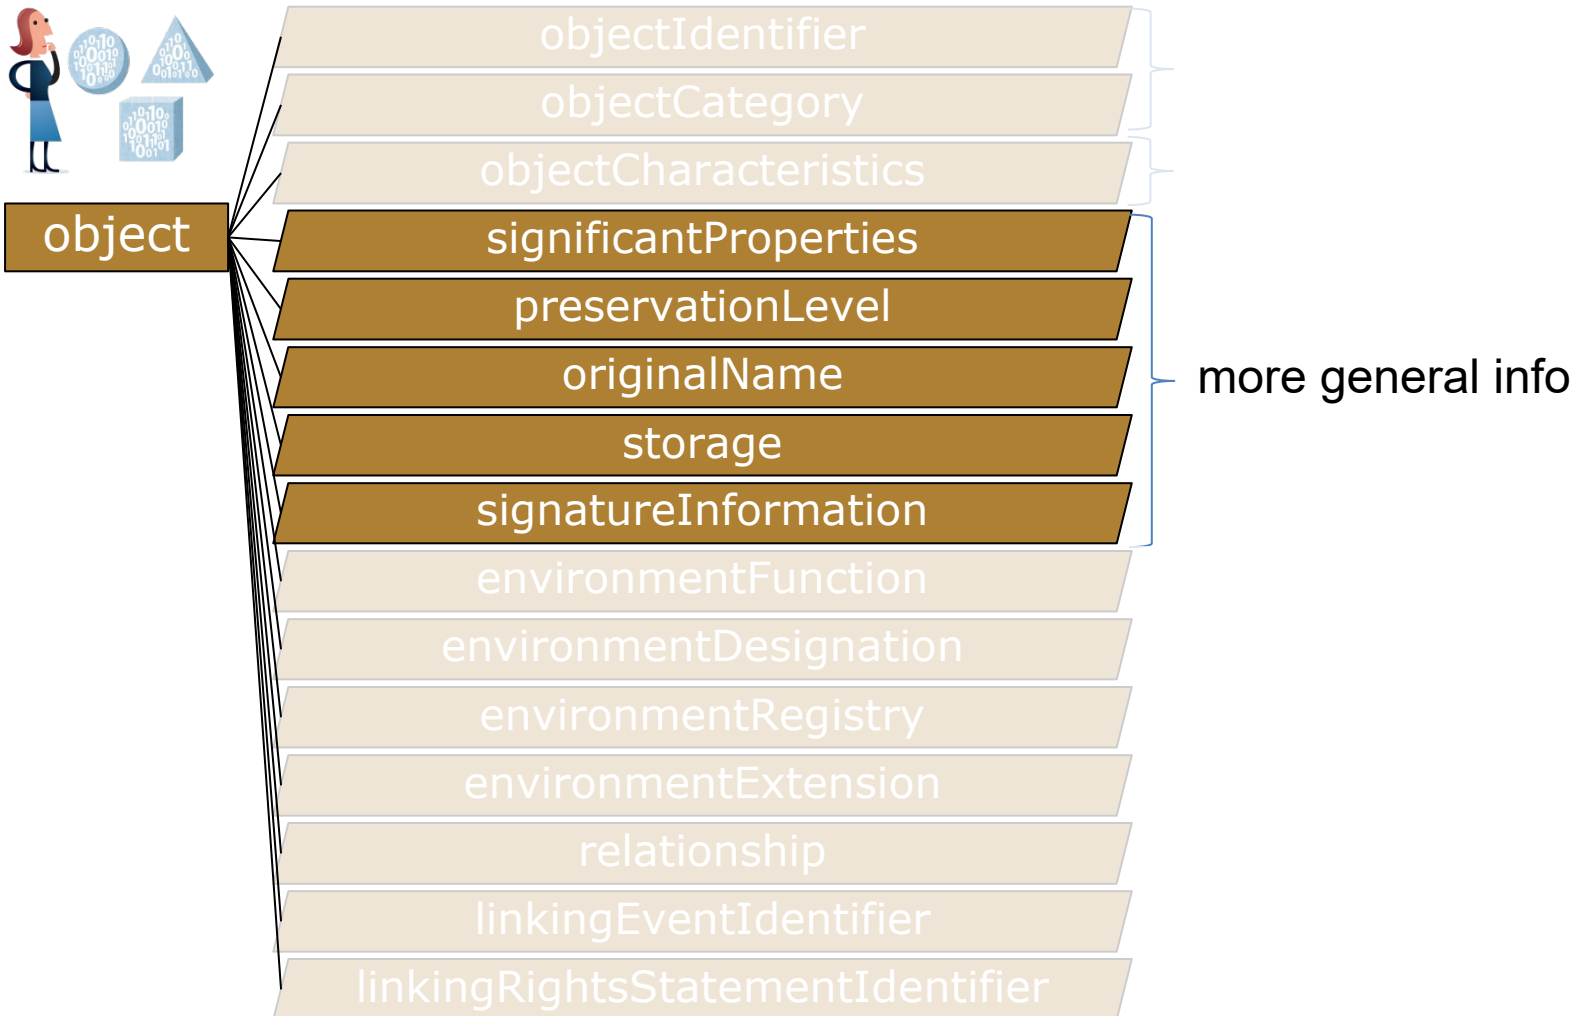 objectIdentifier
objectCategory
objectCharacteristics
object
significantProperties
preservationLevel
originalName
more general info
storage
signatureInformation
environmentFunction
environmentDesignation
environmentRegistry
environmentExtension
relationship
linkingEventIdentifier
linkingRightsStatementIdentifier